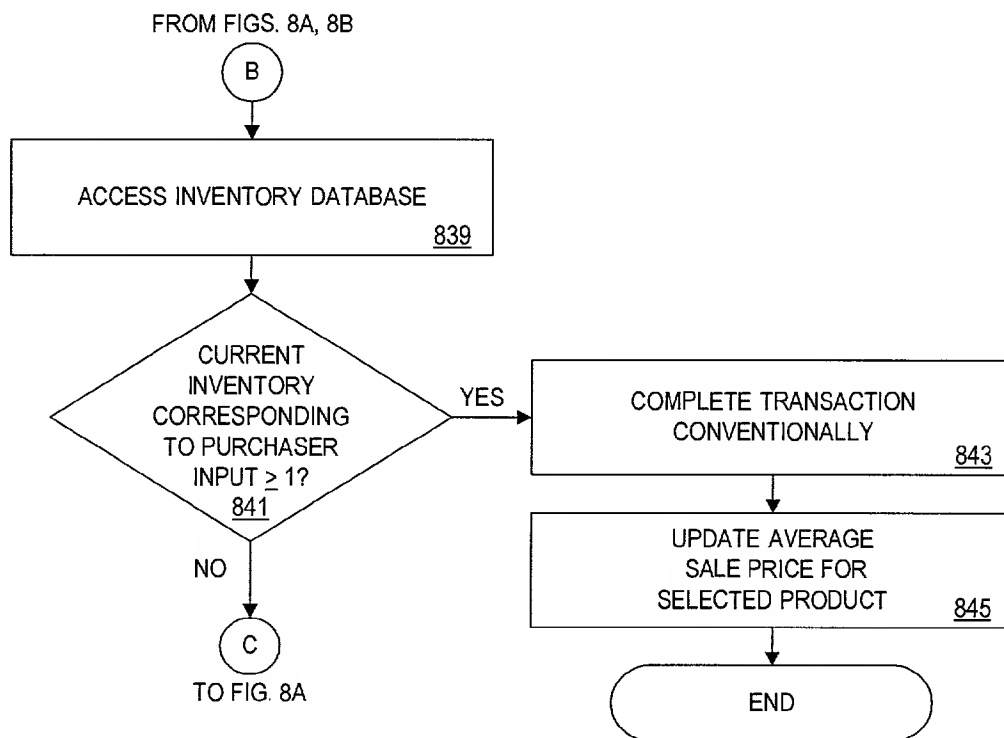 FROM FIGS. 8A, 8B
B
ACCESS INVENTORY DATABASE
839
CURRENT
INVENTORY
CORRESPONDING
TO PURCHASER
INPUT ≥ 1?
841
YES
COMPLETE TRANSACTION
CONVENTIONALLY
843
UPDATE AVERAGE
SALE PRICE FOR
SELECTED PRODUCT
845
NO
C
TO FIG. 8A
END